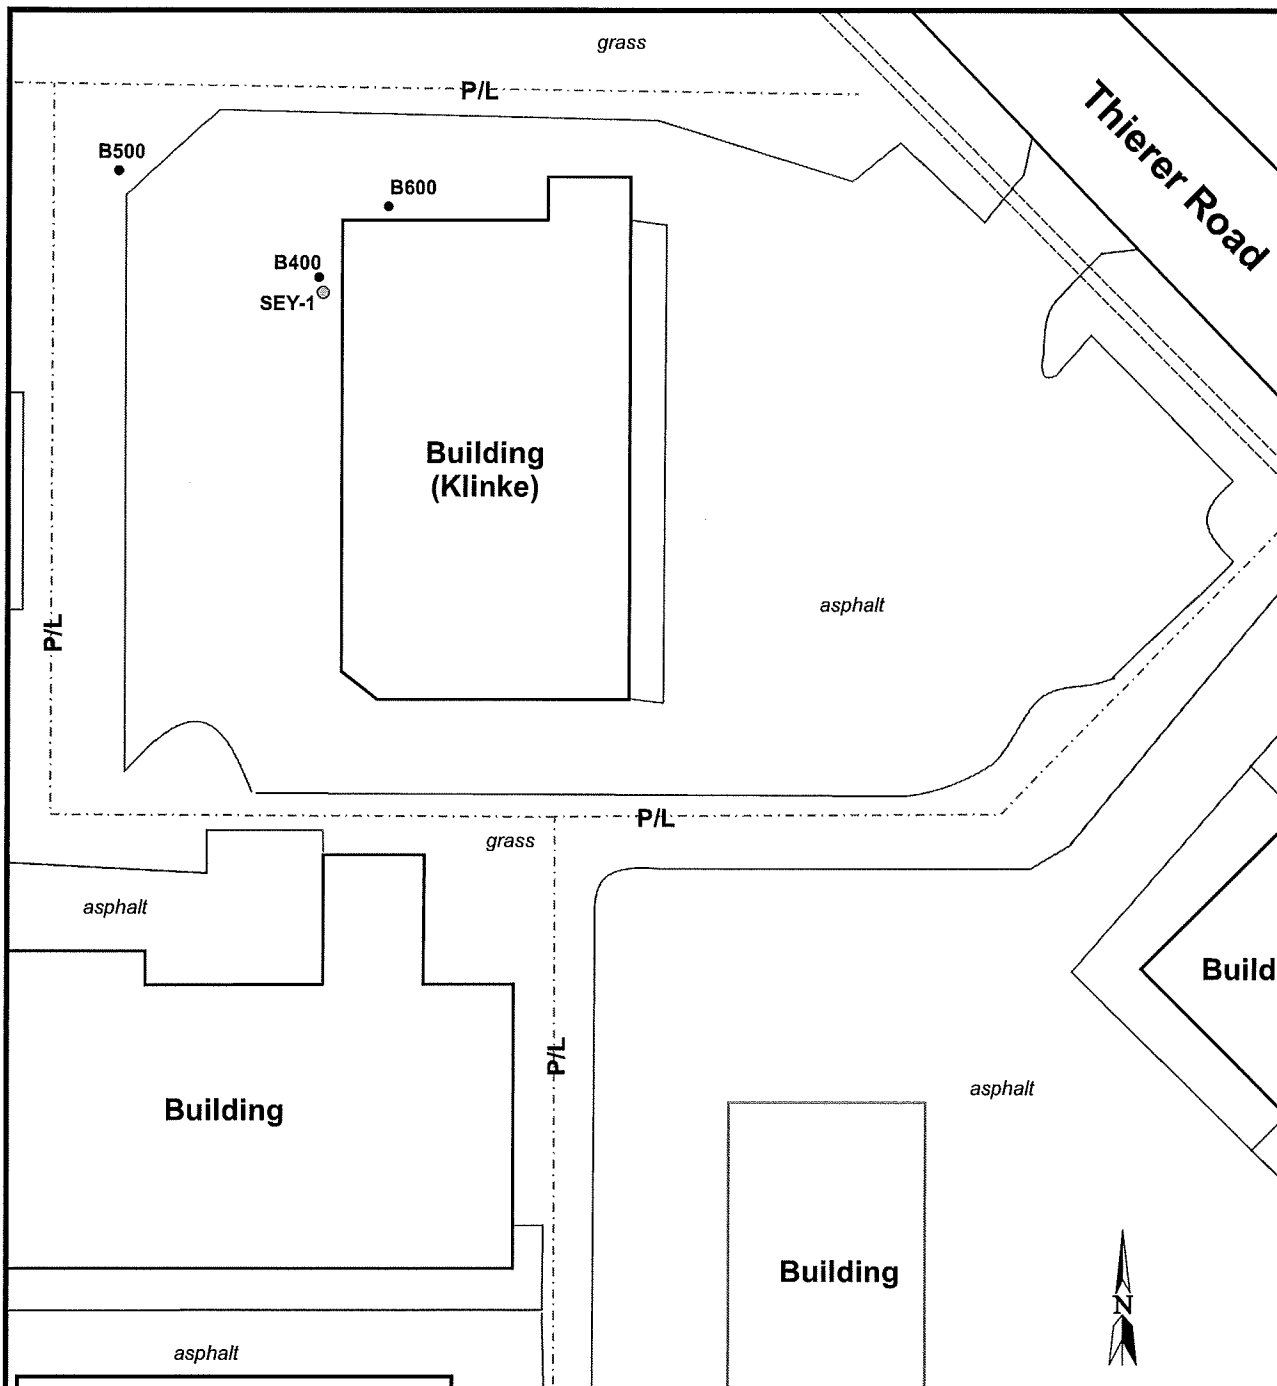 grass
P/L
Thierer Road
B500
B600
B400
SEY-1
Building
(Klinke)
asphalt
P/L
P/L
grass
asphalt
Build
P/L
asphalt
Building
Building
N
asphalt